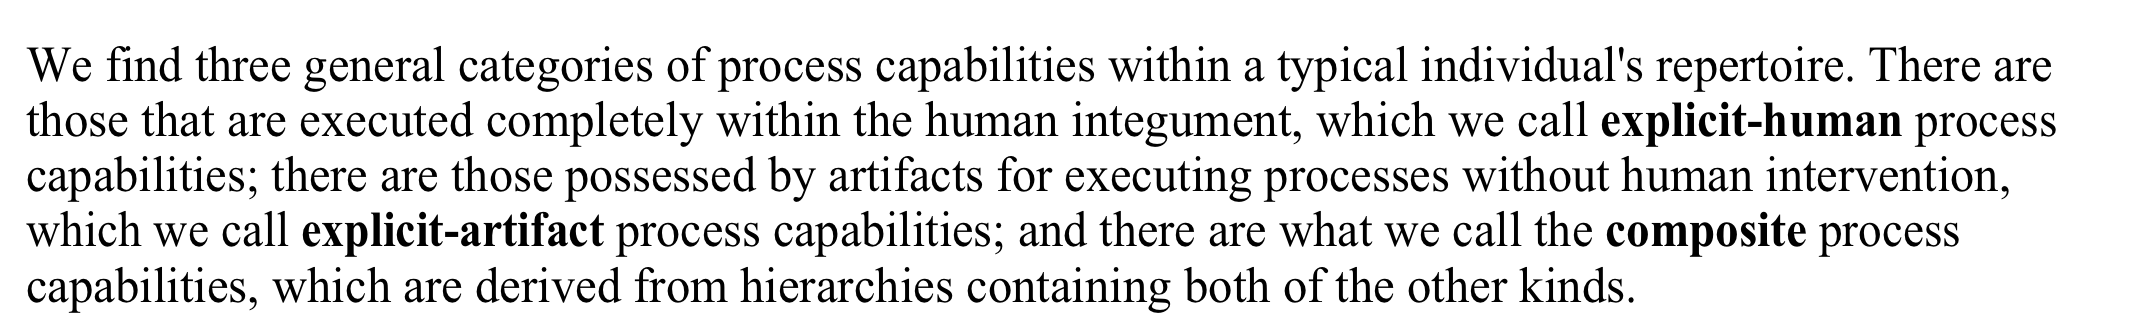 We find three general categories of process capabilities within a typical individual's repertoire. There are
those that are executed completely within the human integument, which we call explicit-human process
capabilities; there are those possessed by artifacts for executing processes without human intervention,
which we call explicit-artifact process capabilities; and there are what we call the composite process
capabilities, which are derived from hierarchies containing both of the other kinds.